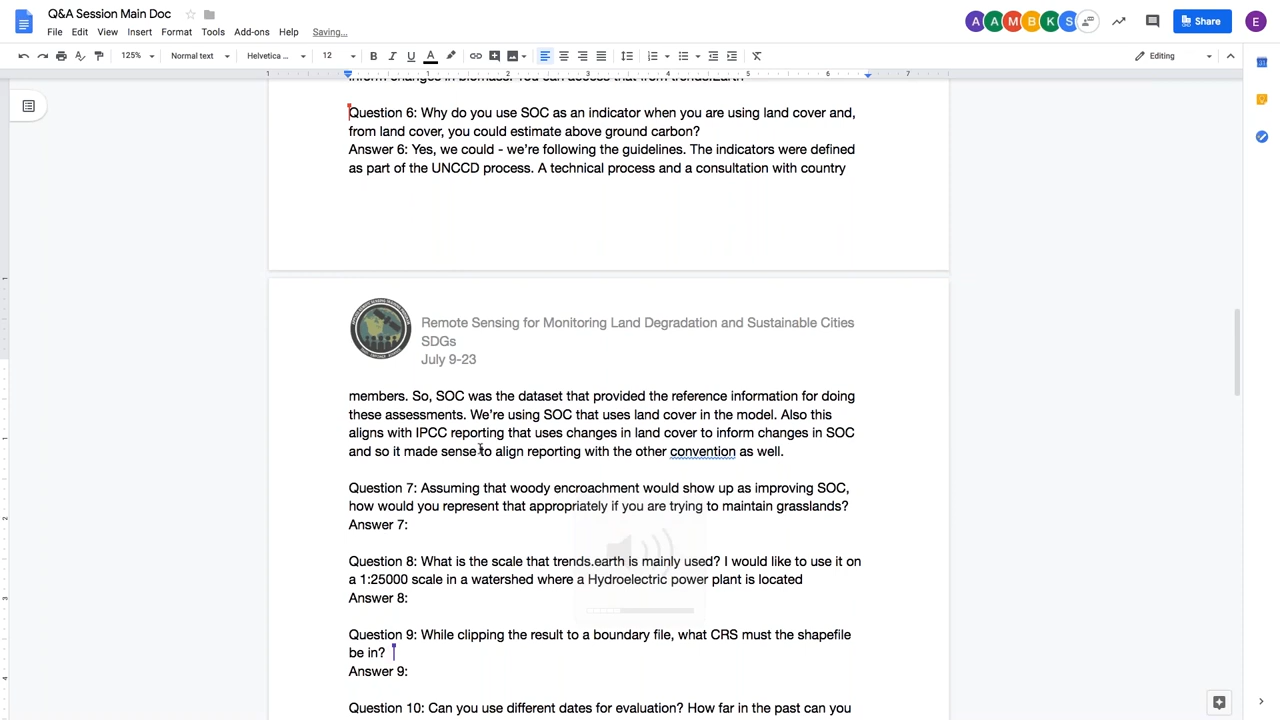 Q&A Session Main Doc
File Edit View Insert Format Tools Add-ons Help Saving...
A A M B K S Share E
125% Normal text Helvetica ... 12 B I U A Editing
1 1 2 3 4 5 6 7
Question 6: Why do you use SOC as an indicator when you are using land cover and,
from land cover, you could estimate above ground carbon?
Answer 6: Yes, we could - we're following the guidelines. The indicators were defined
as part of the UNCCD process. A technical process and a consultation with country
Remote Sensing for Monitoring Land Degradation and Sustainable Cities
SDGs
July 9-23
members. So, SOC was the dataset that provided the reference information for doing
these assessments. We're using SOC that uses land cover in the model. Also this
aligns with IPCC reporting that uses changes in land cover to inform changes in SOC
and so it made sense to align reporting with the other convention as well.
Question 7: Assuming that woody encroachment would show up as improving SOC,
how would you represent that appropriately if you are trying to maintain grasslands?
Answer 7:
Question 8: What is the scale that trends.earth is mainly used? I would like to use it on
a 1:25000 scale in a watershed where a Hydroelectric power plant is located
Answer 8:
Question 9: While clipping the result to a boundary file, what CRS must the shapefile
be in?
Answer 9:
Question 10: Can you use different dates for evaluation? How far in the past can you